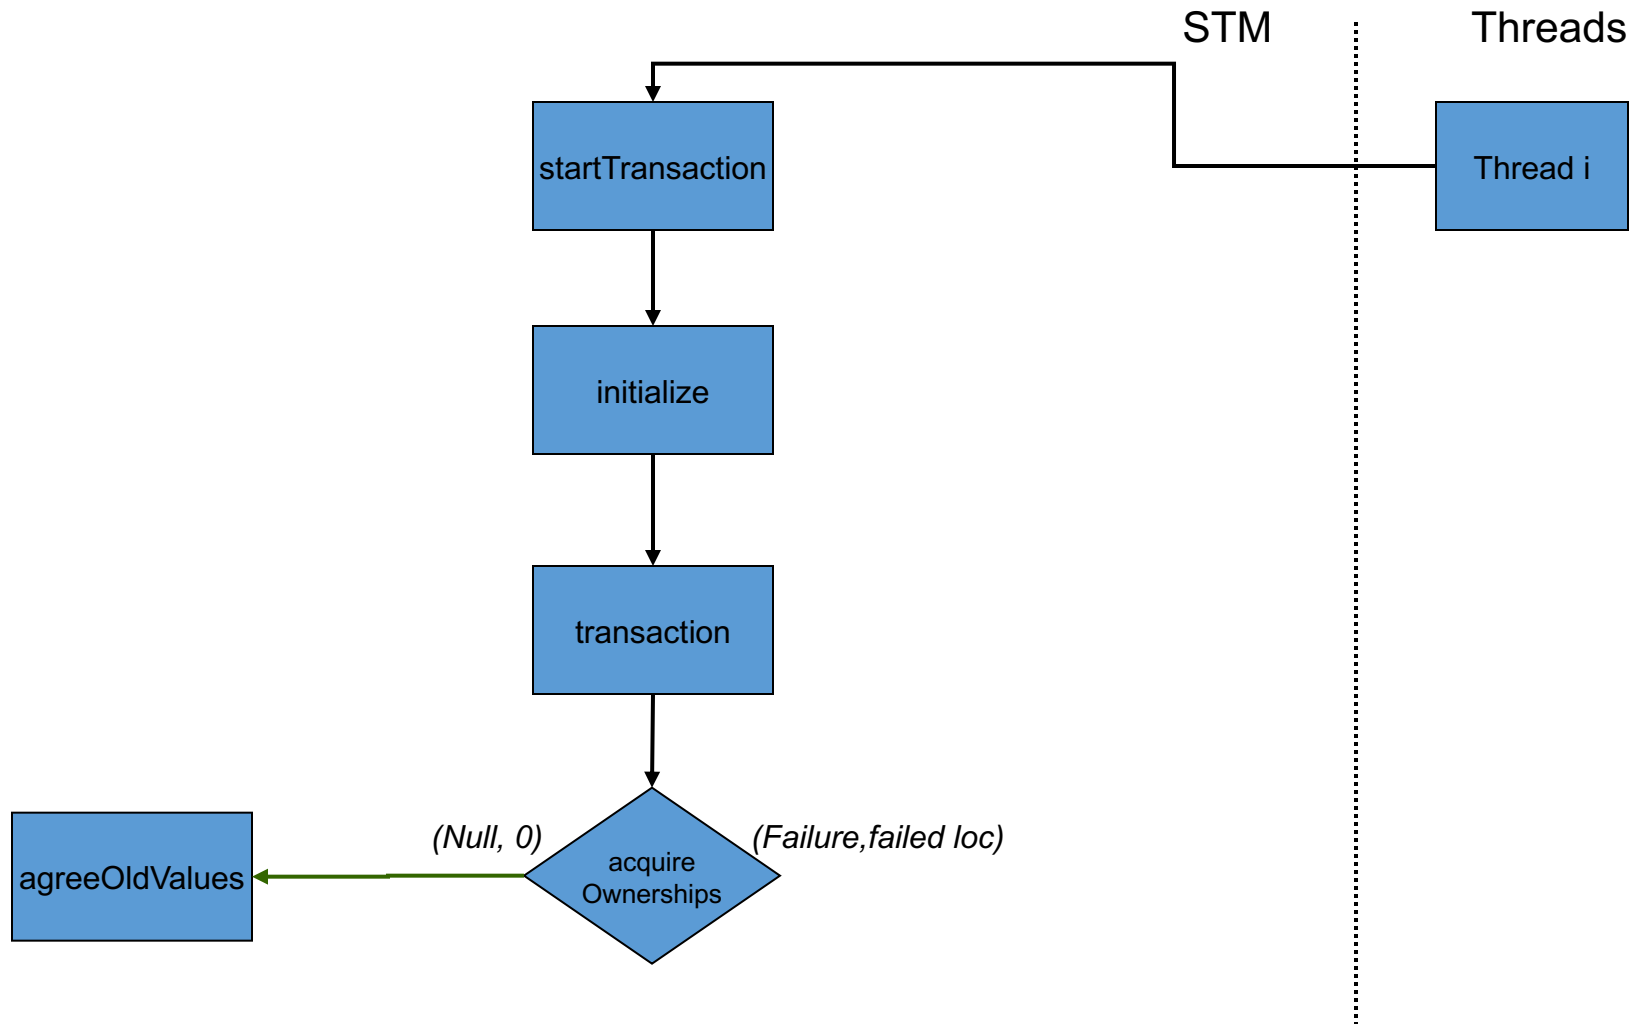 STM
Threads
startTransaction
Thread i
initialize
transaction
(Null, 0)
(Failure,failed loc)
acquire
Ownerships
agreeOldValues